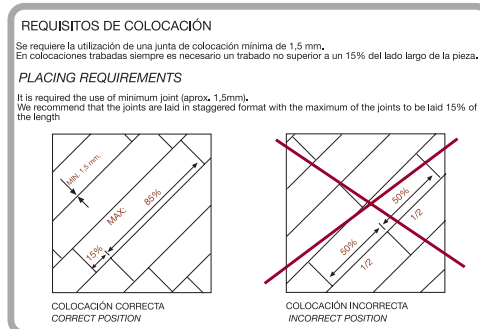 REQUISITOS DE COLOCACIÓN
Se requiere la utilización de una junta de colocación mínima de 1,5 mm.
En colocaciones trabadas siempre es necesario un trabado no superior a un 15% del lado largo de la pieza.
PLACING REQUIREMENTS
It is required the use of minimum joint (aprox. 1,5mm).
We recommend that the joints are laid in staggered format with the maximum of the joints to be laid 15% of
the length
MIN. 1,5 mm.
MAX:
85%
15%
50%
1/2
50%
1/2
COLOCACIÓN CORRECTA
CORRECT POSITION
COLOCACIÓN INCORRECTA
INCORRECT POSITION